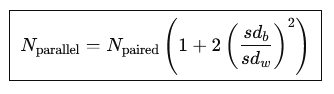 N_parallel = N_paired (1 + 2 (sd_b / sd_w)^2)